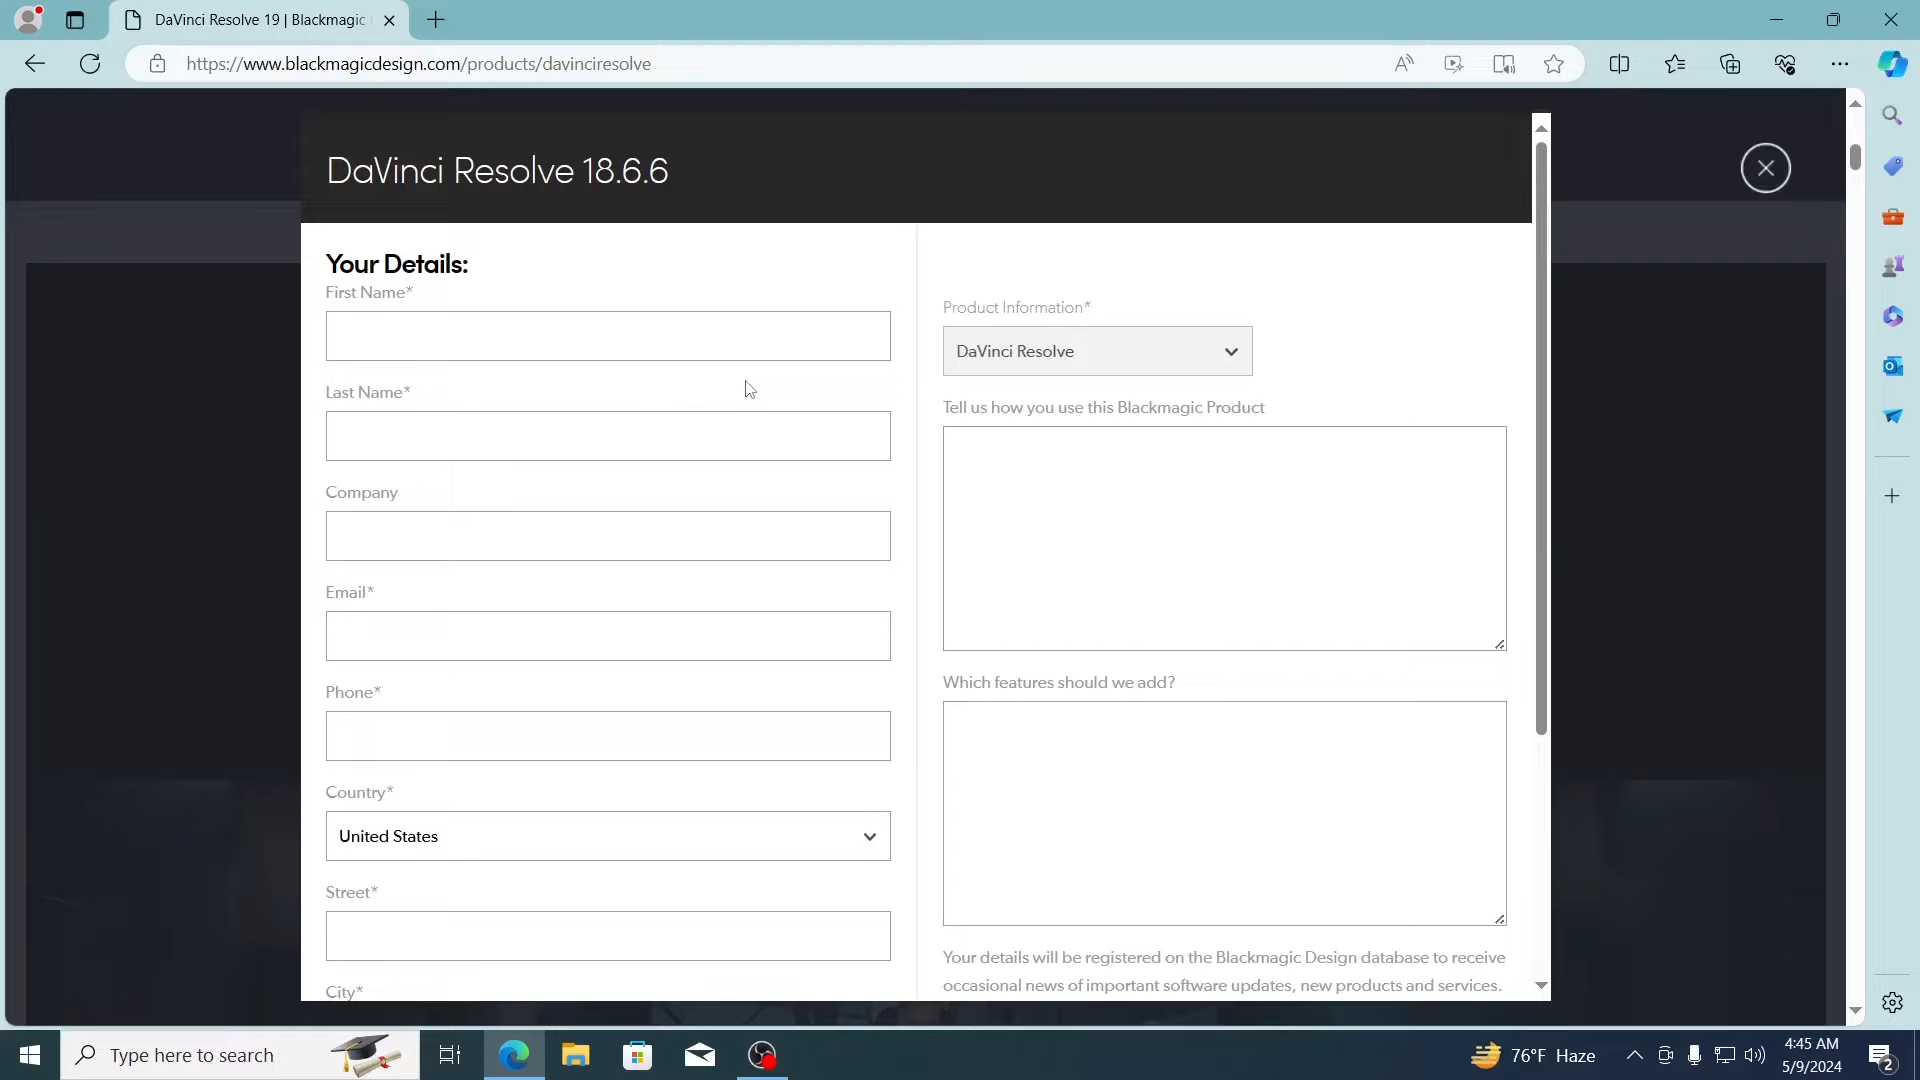 DaVinci Resolve 19 | Blackmagic
https://www.blackmagicdesign.com/products/davinciresolve
DaVinci Resolve 18.6.6
Your Details:
First Name*
Last Name*
Company
Email*
Phone*
Country*
United States
Street*
City*
Product Information*
DaVinci Resolve
Tell us how you use this Blackmagic Product
Which features should we add?
Your details will be registered on the Blackmagic Design database to receive
occasional news of important software updates, new products and services.
Type here to search
76°F Haze
4:45 AM
5/9/2024
2